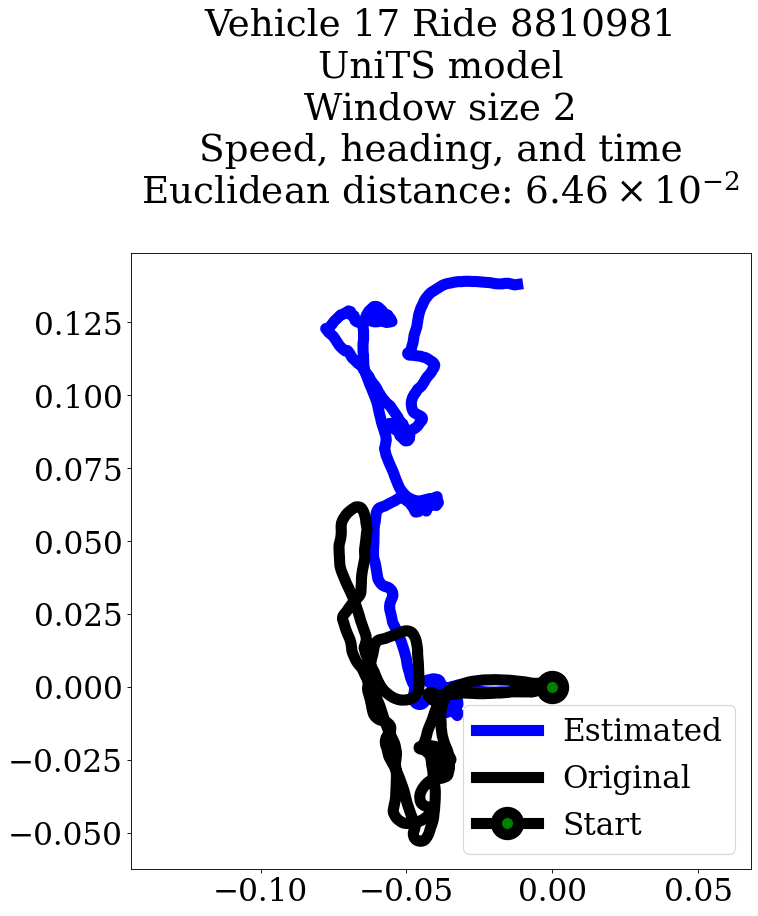 Vehicle 17 Ride 8810981
UniTS model
Window size 2
Speed, heading, and time
Euclidean distance: 6.46 × 10⁻²
0.125
0.100
0.075
0.050
0.025
0.000
−0.025
−0.050
−0.10 −0.05 0.00 0.05
Estimated
Original
Start